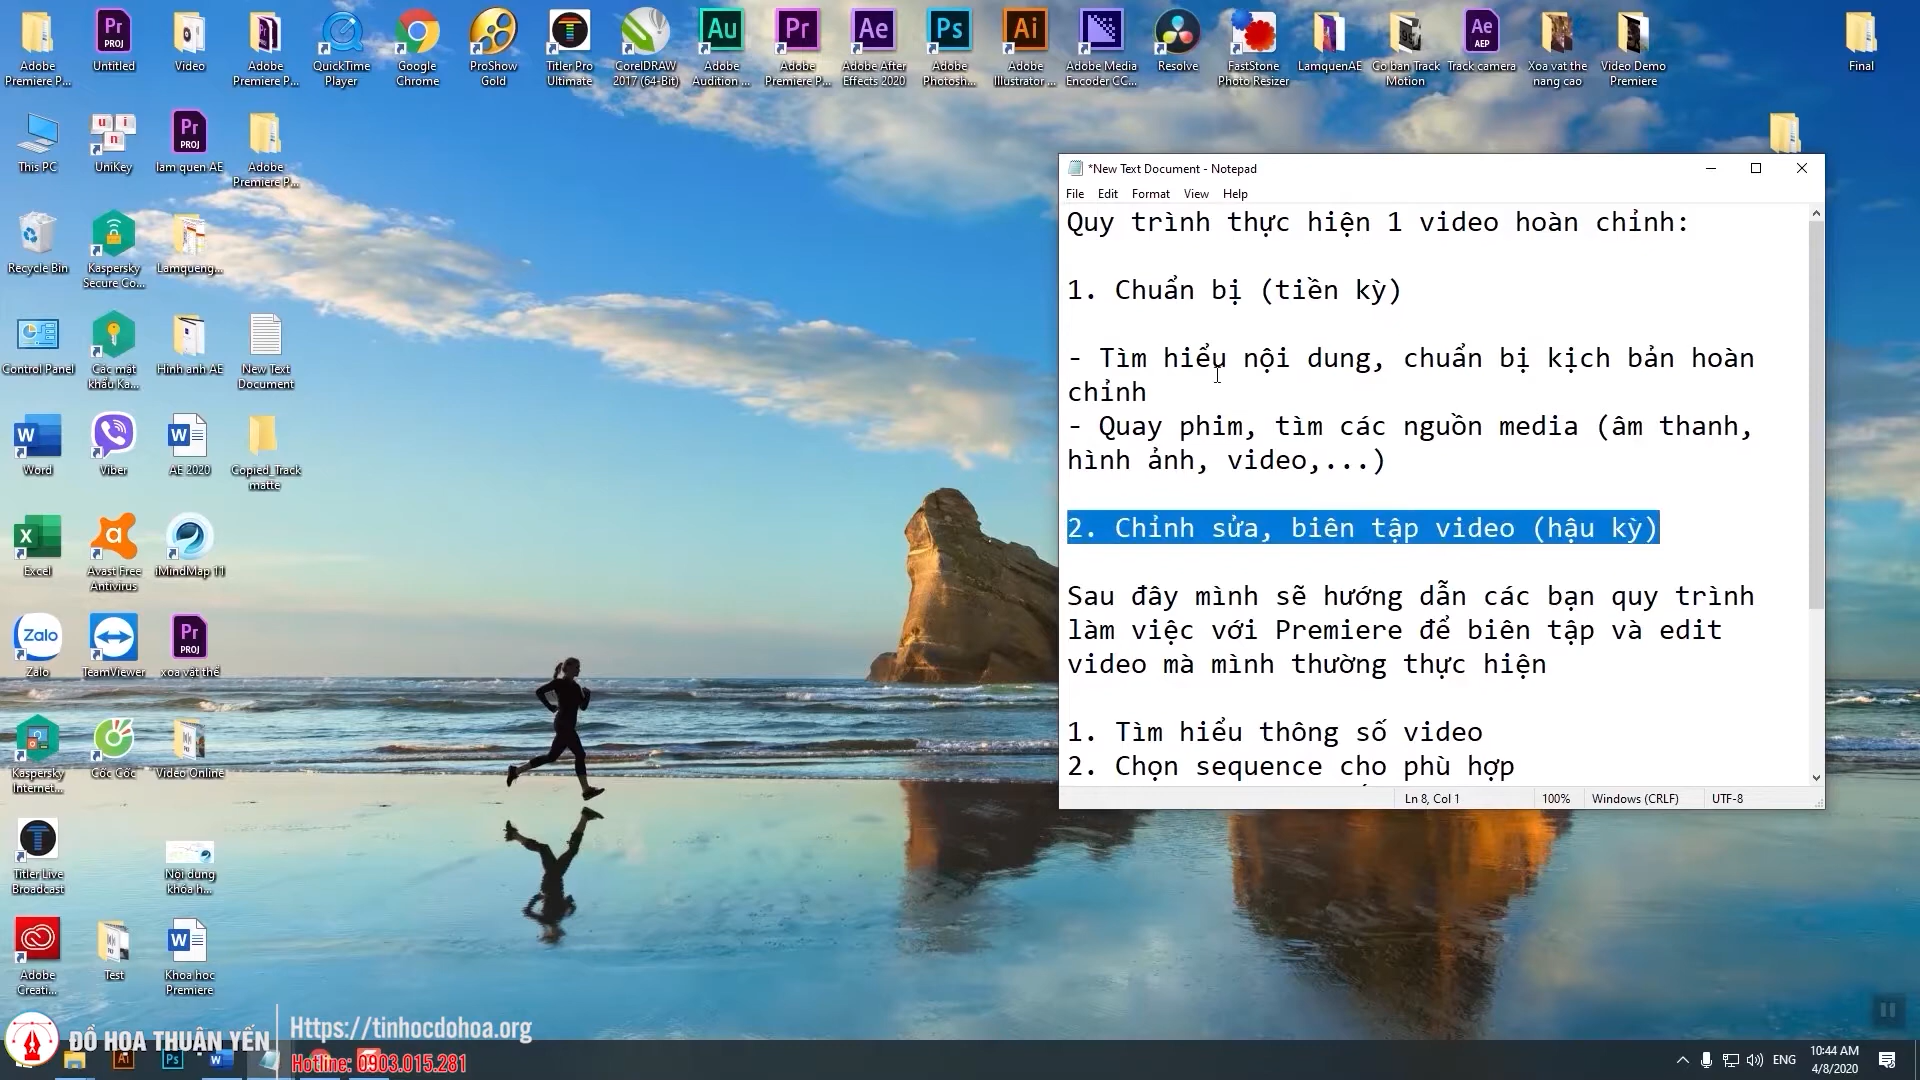 Adobe
Premiere P...
Untitled
Video
Adobe
Premiere P...
QuickTime
Player
Google
Chrome
ProShow
Gold
Titler Pro
Ultimate
CorelDRAW
2017 (64-Bit)
Adobe
Audition ...
Adobe
Premiere P...
Adobe After
Effects 2020
Adobe
Photosh...
Adobe
Illustrator ...
Adobe Media
Encoder CC...
Resolve
FastStone
Photo Resizer
LamquenAE
Co ban Track
Motion
Track camera
Xoa vat the
nang cao
Video Demo
Premiere
Final
This PC
UniKey
lam quen AE
Adobe
Premiere P...
Recycle Bin
Kaspersky
Secure Co...
Lamqueng...
Control Panel
Các mật
khẩu Ka...
Hinh anh AE
New Text
Document
Word
Viber
AE 2020
Copied_Track
matte
Excel
Avast Free
Antivirus
iMindMap 11
Zalo
TeamViewer
xoa vật thể
Kaspersky
Internet...
Cốc Cốc
Video Online
Titler Live
Broadcast
Nội dung
khóa h...
Adobe
Creati...
Test
Khoa hoc
Premiere
*New Text Document - Notepad
File Edit Format View Help
Quy trình thực hiện 1 video hoàn chỉnh:
1. Chuẩn bị (tiền kỳ)
- Tìm hiểu nội dung, chuẩn bị kịch bản hoàn
chỉnh
- Quay phim, tìm các nguồn media (âm thanh,
hình ảnh, video,...)
2. Chỉnh sửa, biên tập video (hậu kỳ)
Sau đây mình sẽ hướng dẫn các bạn quy trình
làm việc với Premiere để biên tập và edit
video mà mình thường thực hiện
1. Tìm hiểu thông số video
2. Chọn sequence cho phù hợp
Ln 8, Col 1 100% Windows (CRLF) UTF-8
ĐỒ HỌA THUẬN YẾN
Https://tinhocdohoa.org
Hotline: 0903.015.281
ENG
10:44 AM
4/8/2020